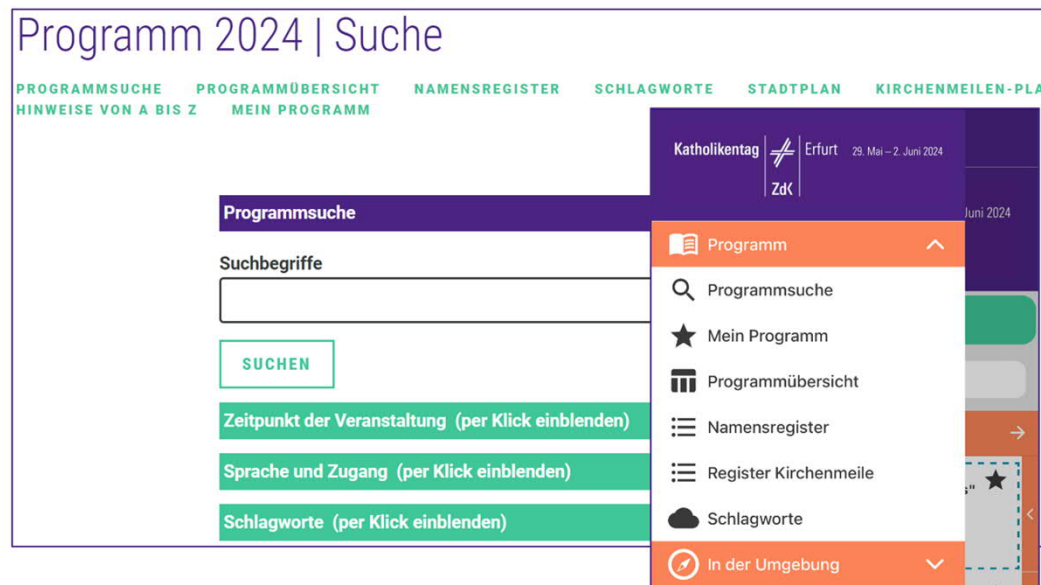 Programm 2024 | Suche
PROGRAMMSUCHE PROGRAMMÜBERSICHT NAMENSREGISTER SCHLAGWORTE STADTPLAN KIRCHENMEILEN-PLA
HINWEISE VON A BIS Z MEIN PROGRAMM
Programmsuche
Suchbegriffe
SUCHEN
Zeitpunkt der Veranstaltung (per Klick einblenden)
Sprache und Zugang (per Klick einblenden)
Schlagworte (per Klick einblenden)
Katholikentag Erfurt 29. Mai – 2. Juni 2024
ZdK
Juni 2024
Programm
Programmsuche
Mein Programm
Programmübersicht
Namensregister
Register Kirchenmeile
Schlagworte
In der Umgebung